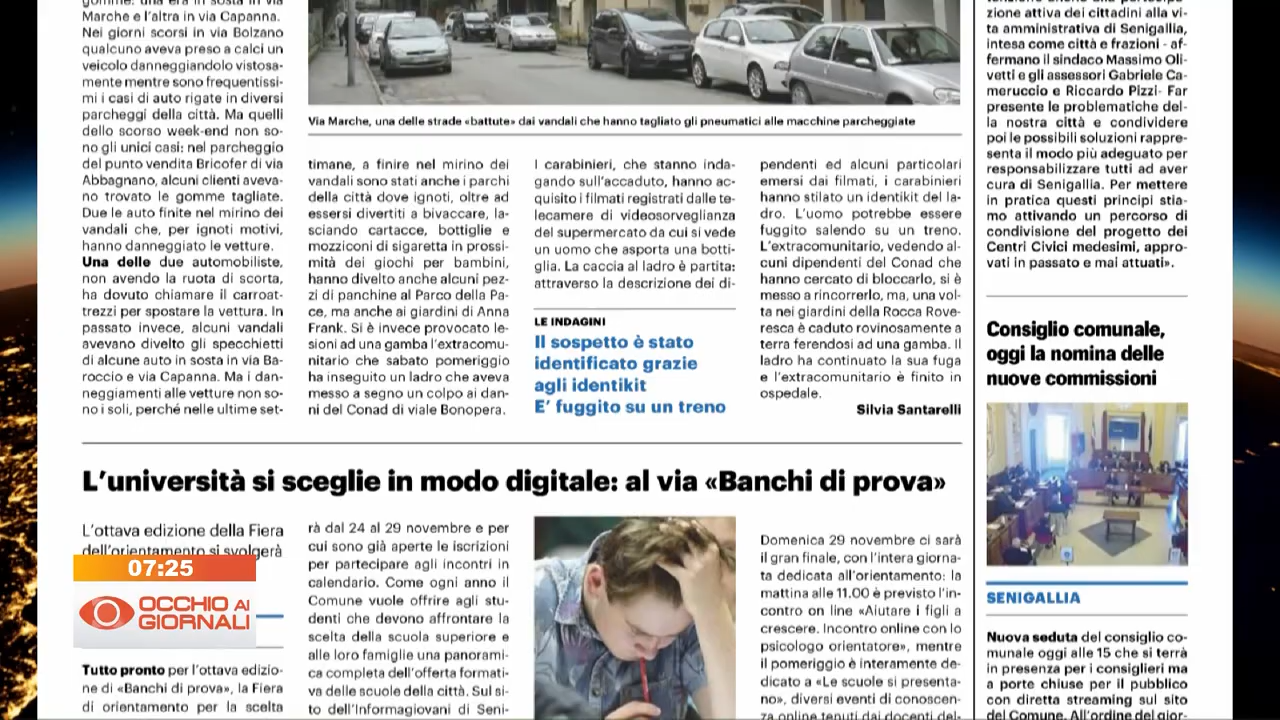 gomme: una era in sosta in via
Marche e l'altra in via Capanna.
Nei giorni scorsi in via Bolzano
qualcuno aveva preso a calci un
veicolo danneggiandolo vistosa-
mente mentre sono frequentissi-
mi i casi di auto rigate in diversi
parcheggi della città. Ma quelli
dello scorso week-end non so-
no gli unici casi: nel parcheggio
del punto vendita Bricofer di via
Abbagnano, alcuni clienti aveva-
no trovato le gomme tagliate.
Due le auto finite nel mirino dei
vandali che, per ignoti motivi,
hanno danneggiato le vetture.
Una delle due automobiliste,
non avendo la ruota di scorta,
ha dovuto chiamare il carroat-
trezzi per spostare la vettura. In
passato invece, alcuni vandali
avevano divelto gli specchietti
di alcune auto in sosta in via Ba-
roccio e via Capanna. Ma i dan-
neggiamenti alle vetture non so-
no i soli, perché nelle ultime set-
Via Marche, una delle strade «battute» dai vandali che hanno tagliato gli pneumatici alle macchine parcheggiate
timane, a finire nel mirino dei
vandali sono stati anche i parchi
della città dove ignoti, oltre ad
essersi divertiti a bivaccare, la-
sciando cartacce, bottiglie e
mozziconi di sigaretta in prossi-
mità dei giochi per bambini,
hanno divelto anche alcuni pez-
zi di panchine al Parco della Pa-
ce, ma anche ai giardini di Anna
Frank. Si è invece provocato le-
sioni ad una gamba l'extracomu-
nitario che sabato pomeriggio
ha inseguito un ladro che aveva
messo a segno un colpo ai dan-
ni del Conad di viale Bonopera.
I carabinieri, che stanno inda-
gando sull'accaduto, hanno ac-
quisito i filmati registrati dalle te-
lecamere di videosorveglianza
del supermercato da cui si vede
un uomo che asporta una botti-
glia. La caccia al ladro è partita:
attraverso la descrizione dei di-
LE INDAGINI
Il sospetto è stato
identificato grazie
agli identikit
E' fuggito su un treno
pendenti ed alcuni particolari
emersi dai filmati, i carabinieri
hanno stilato un identikit del la-
dro. L'uomo potrebbe essere
fuggito salendo su un treno.
L'extracomunitario, vedendo al-
cuni dipendenti del Conad che
hanno cercato di bloccarlo, si è
messo a rincorrerlo, ma, una vol-
ta nei giardini della Rocca Rove-
resca è caduto rovinosamente a
terra ferendosi ad una gamba. Il
ladro ha continuato la sua fuga
e l'extracomunitario è finito in
ospedale.
Silvia Santarelli
zione attiva dei cittadini alla vi-
ta amministrativa di Senigallia,
intesa come città e frazioni - af-
fermano il sindaco Massimo Oli-
vetti e gli assessori Gabriele Ca-
meruccio e Riccardo Pizzi- Far
presente le problematiche del-
la nostra città e condividere
poi le possibili soluzioni rappre-
senta il modo più adeguato per
responsabilizzare tutti ad aver
cura di Senigallia. Per mettere
in pratica questi principi stia-
mo attivando un percorso di
condivisione del progetto dei
Centri Civici medesimi, appro-
vati in passato e mai attuati».
Consiglio comunale,
oggi la nomina delle
nuove commissioni
SENIGALLIA
Nuova seduta del consiglio co-
munale oggi alle 15 che si terrà
in presenza per i consiglieri ma
a porte chiuse per il pubblico
con diretta streaming sul sito
del Comune. All'ordine del gior-
L'università si sceglie in modo digitale: al via «Banchi di prova»
L'ottava edizione della Fiera
dell'orientamento si svolgerà
07:25
OCCHIO AI
GIORNALI
Tutto pronto per l'ottava edizio-
ne di «Banchi di prova», la Fiera
di orientamento per la scelta
rà dal 24 al 29 novembre e per
cui sono già aperte le iscrizioni
per partecipare agli incontri in
calendario. Come ogni anno il
Comune vuole offrire agli stu-
denti che devono affrontare la
scelta della scuola superiore e
alle loro famiglie una panorami-
ca completa dell'offerta formati-
va delle scuole della città. Sul si-
to dell'Informagiovani di Seni-
Domenica 29 novembre ci sarà
il gran finale, con l'intera giorna-
ta dedicata all'orientamento: la
mattina alle 11.00 è previsto l'in-
contro on line «Aiutare i figli a
crescere. Incontro online con lo
psicologo orientatore», mentre
il pomeriggio è interamente de-
dicato a «Le scuole si presenta-
no», diversi eventi di conoscen-
za online tenuti dai docenti del-